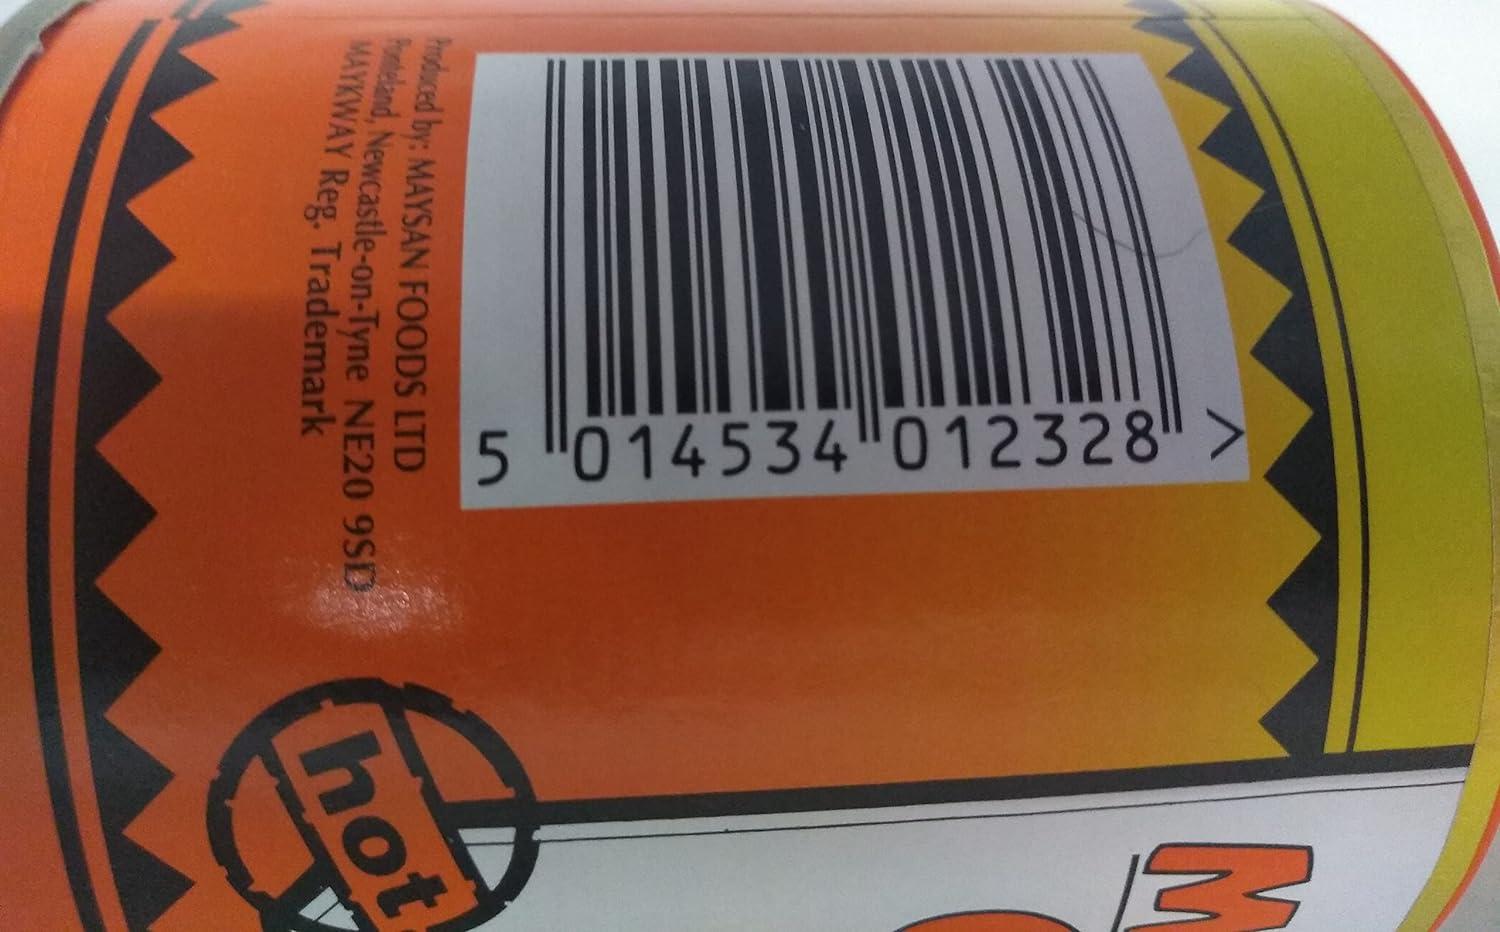 Produced by: MAYSAN FOODS LTD
Ponteland, Newcastle-on-Tyne NE20 9SD
MAYKWAY Reg. Trademark
5 014534 012328 >
hot
M